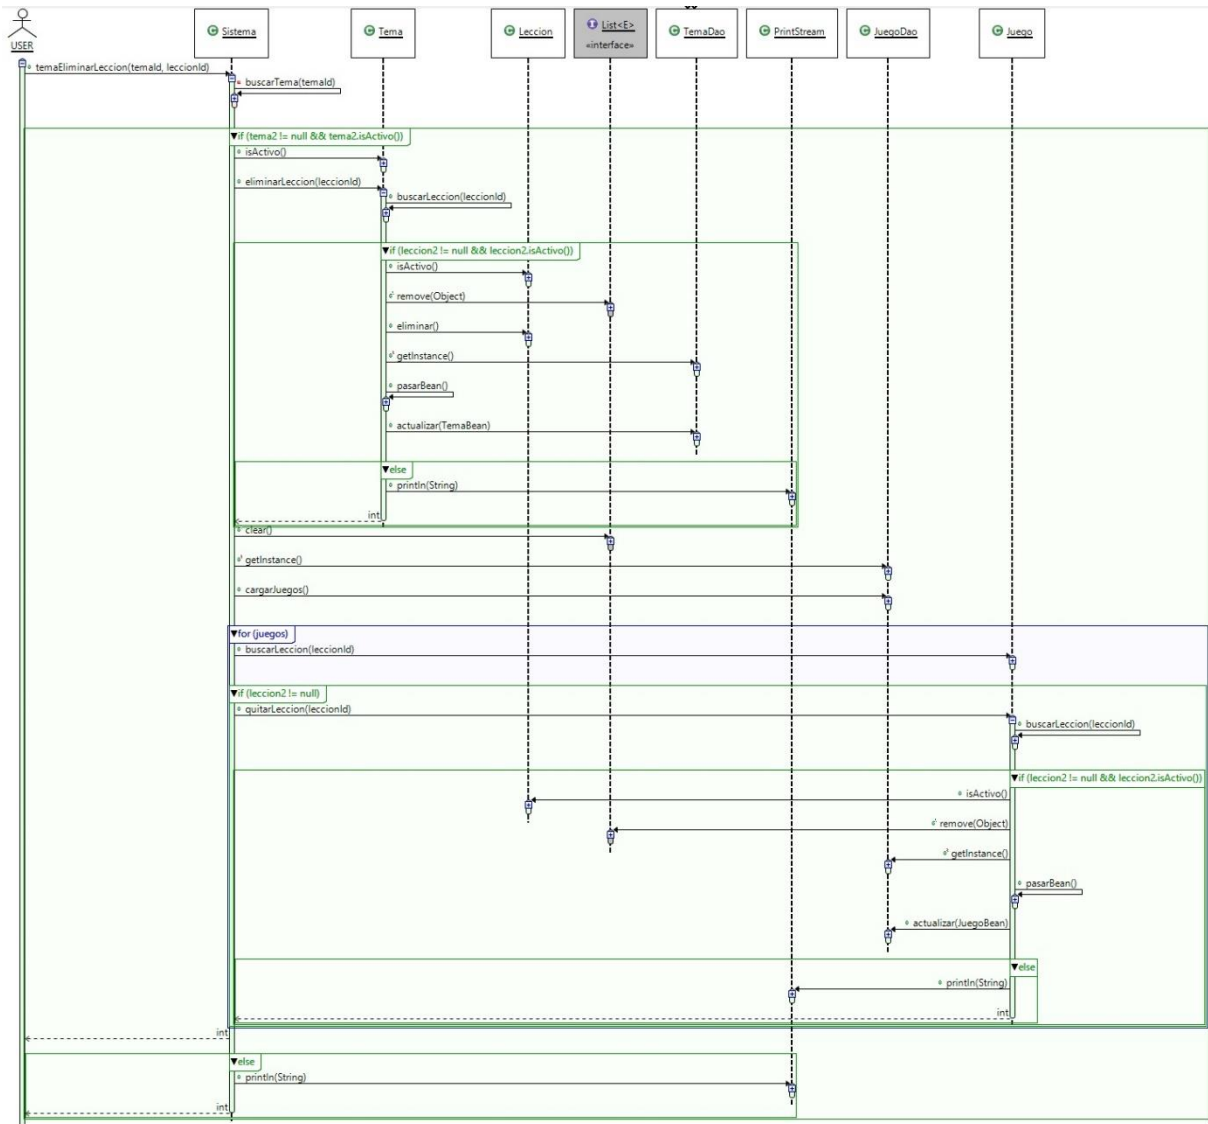 USER
Sistema
Tema
Leccion
List<E>
«interface»
TemaDao
PrintStream
JuegoDao
Juego
temaEliminarLeccion(temaId, leccionId)
buscarTema(temaId)
if (tema2 != null && tema2.isActivo())
isActivo()
eliminarLeccion(leccionId)
buscarLeccion(leccionId)
if (leccion2 != null && leccion2.isActivo())
isActivo()
remove(Object)
eliminar()
getInstance()
pasarBean()
actualizar(TemaBean)
else
println(String)
int
clear()
getInstance()
cargarJuegos()
for (juegos)
buscarLeccion(leccionId)
if (leccion2 != null)
quitarLeccion(leccionId)
buscarLeccion(leccionId)
if (leccion2 != null && leccion2.isActivo())
isActivo()
remove(Object)
getInstance()
pasarBean()
actualizar(JuegoBean)
else
println(String)
int
int
else
println(String)
int